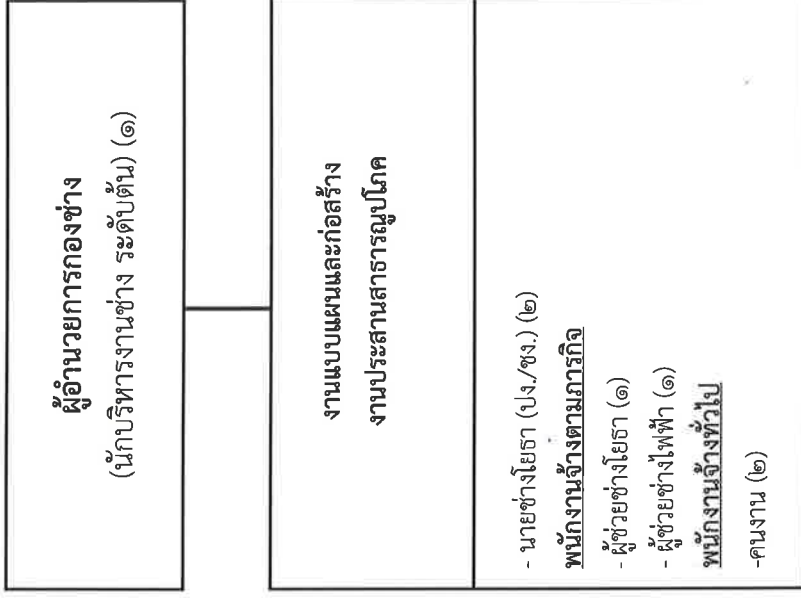 ผู้อำนวยการกองช่าง
(นักบริหารงานช่าง ระดับต้น) (๑)
งานแบบแผนและก่อสร้าง
งานประสานสาธารณูปโภค
- นายช่างโยธา (ปง./ชง.) (๒)
พนักงานจ้างตามภารกิจ
- ผู้ช่วยช่างโยธา (๑)
- ผู้ช่วยช่างไฟฟ้า (๑)
พนักงานจ้างทั่วไป
-คนงาน (๒)